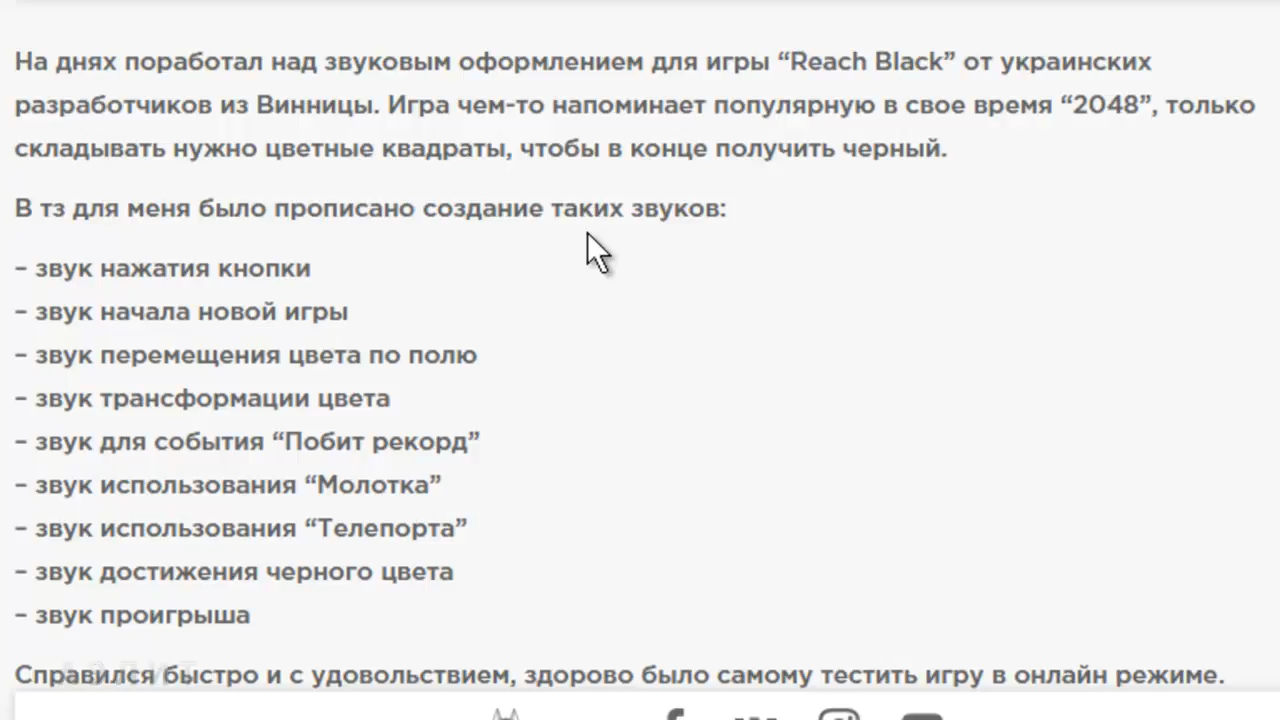 На днях поработал над звуковым оформлением для игры “Reach Black” от украинских
разработчиков из Винницы. Игра чем-то напоминает популярную в свое время “2048”, только
складывать нужно цветные квадраты, чтобы в конце получить черный.
В тз для меня было прописано создание таких звуков:
– звук нажатия кнопки
– звук начала новой игры
– звук перемещения цвета по полю
– звук трансформации цвета
– звук для события “Побит рекорд”
– звук использования “Молотка”
– звук использования “Телепорта”
– звук достижения черного цвета
– звук проигрыша
Справился быстро и с удовольствием, здорово было самому тестить игру в онлайн режиме.